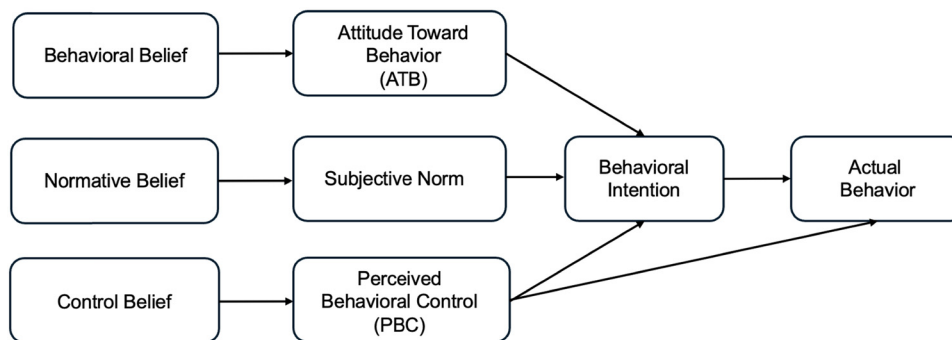 Behavioral Belief
Attitude Toward
Behavior
(ATB)
Normative Belief
Subjective Norm
Behavioral
Intention
Actual
Behavior
Control Belief
Perceived
Behavioral Control
(PBC)